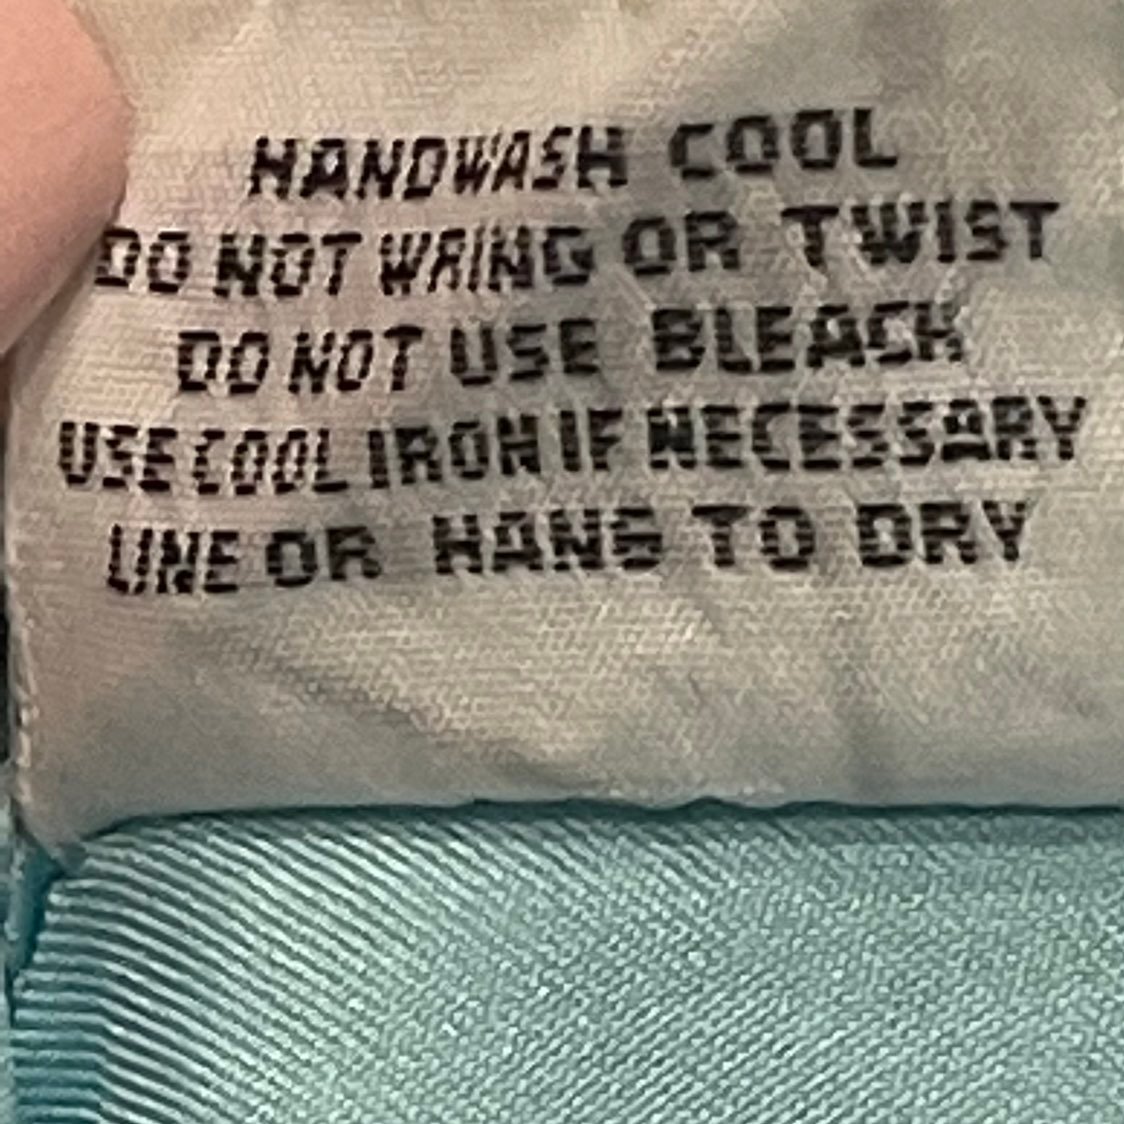 HANDWASH COOL
DO NOT WRING OR TWIST
DO NOT USE BLEACH
USE COOL IRON IF NECESSARY
LINE OR HANG TO DRY